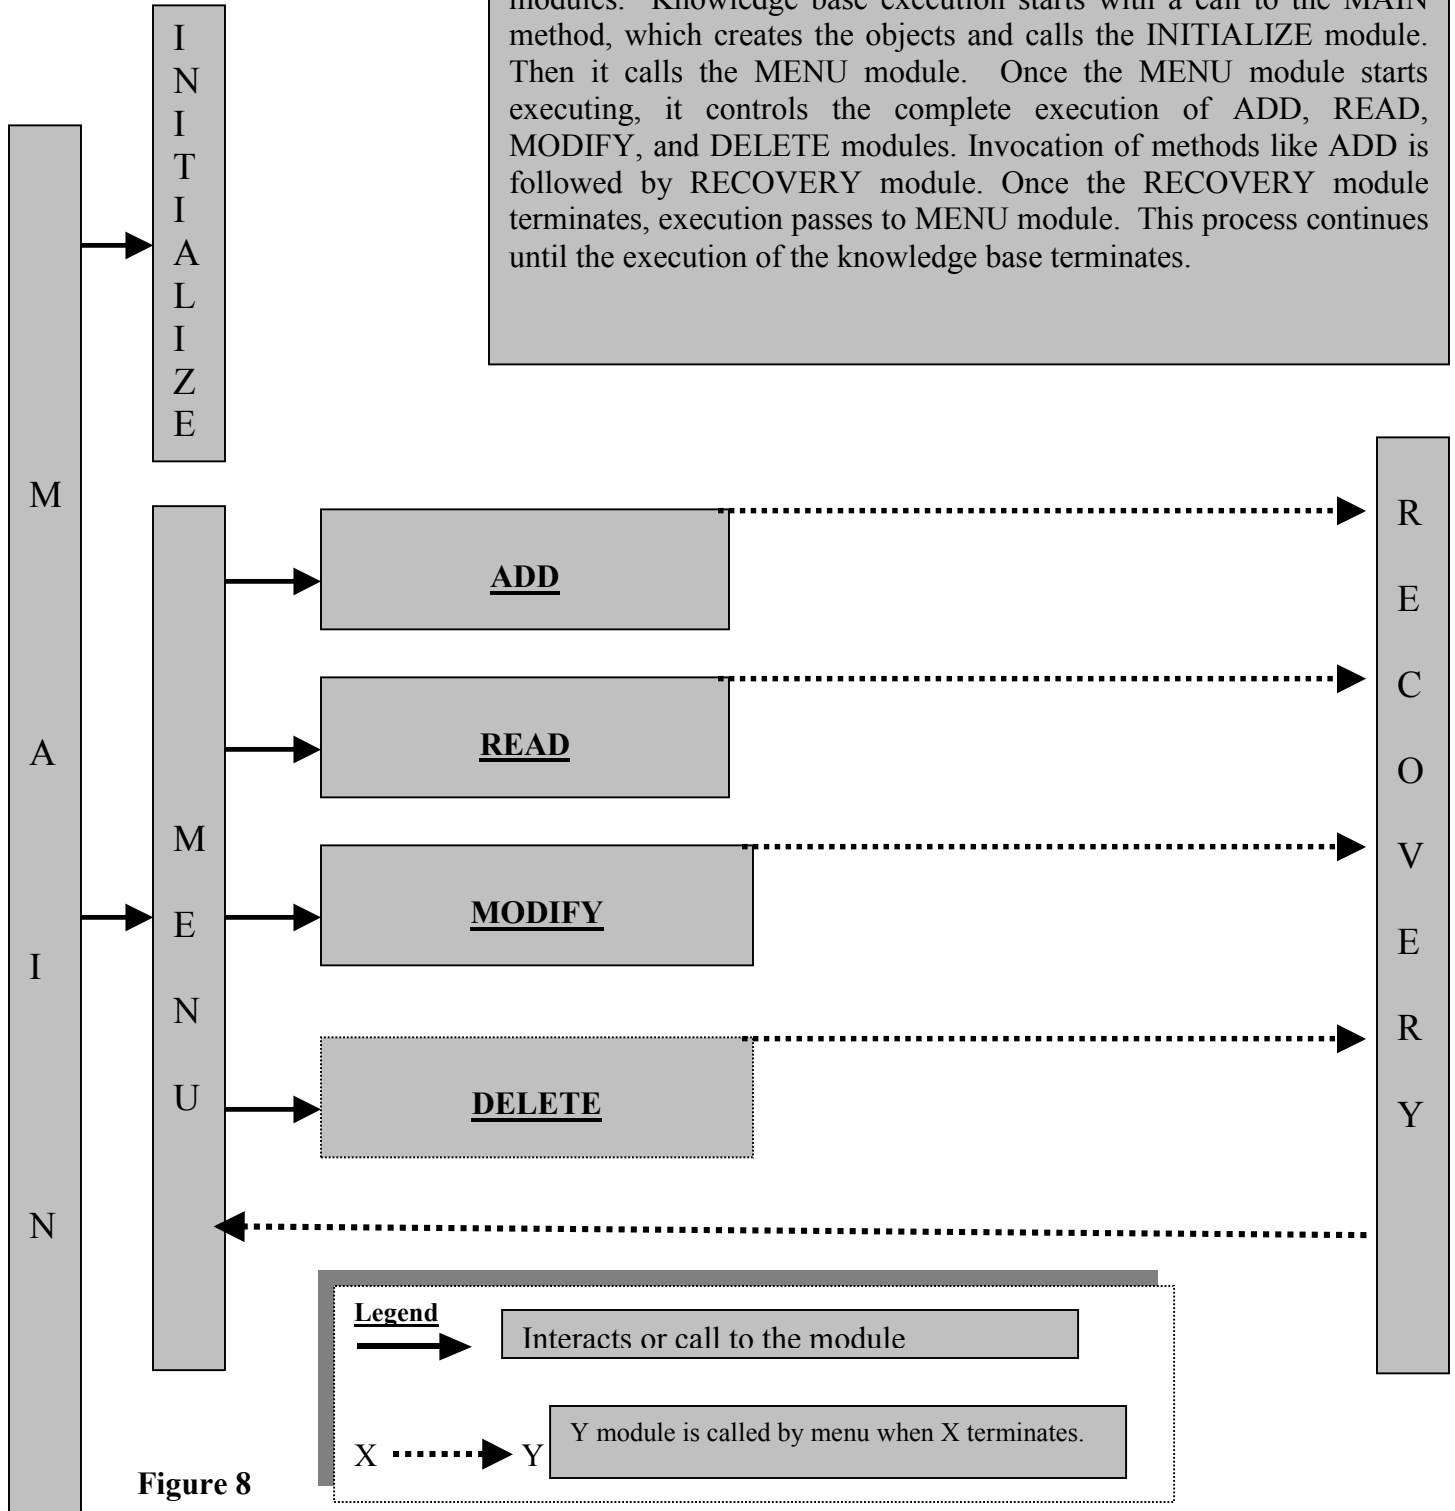 modules. Knowledge base execution starts with a call to the MAIN
method, which creates the objects and calls the INITIALIZE module.
Then it calls the MENU module. Once the MENU module starts
executing, it controls the complete execution of ADD, READ,
MODIFY, and DELETE modules. Invocation of methods like ADD is
followed by RECOVERY module. Once the RECOVERY module
terminates, execution passes to MENU module. This process continues
until the execution of the knowledge base terminates.
INITIALIZE
MAIN
MENU
ADD
READ
MODIFY
DELETE
RECOVERY
Legend
Interacts or call to the module
X Y
Y module is called by menu when X terminates.
Figure 8